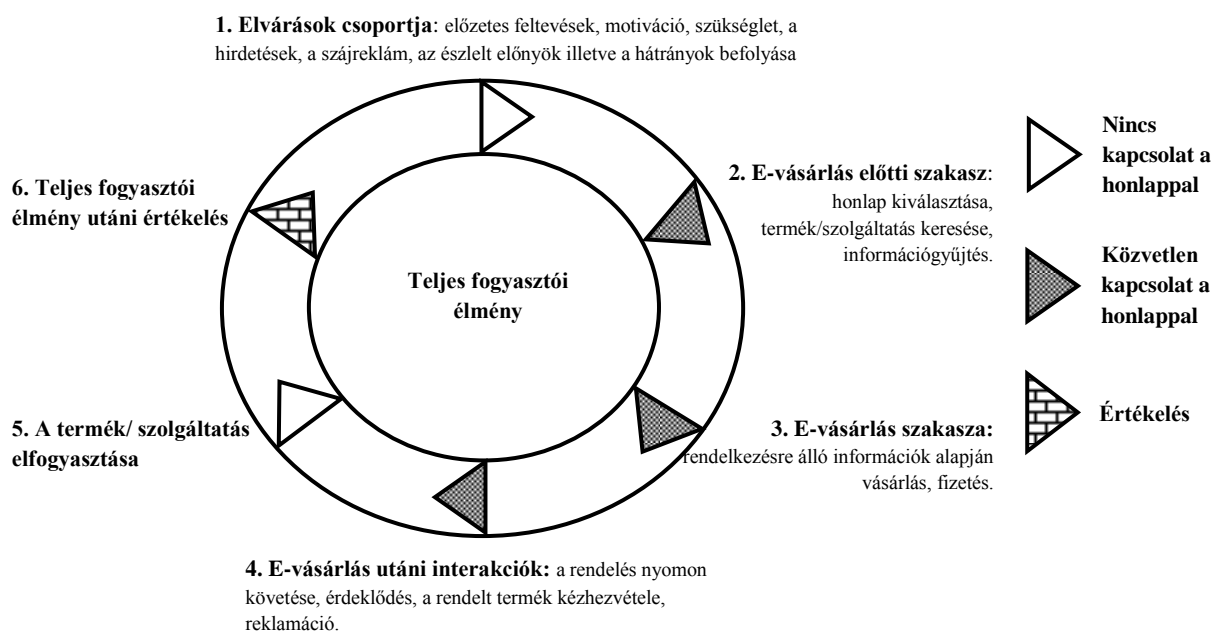 1. Elvárások csoportja: előzetes feltevések, motiváció, szükséglet, a
hirdetések, a szájreklám, az észlelt előnyök illetve a hátrányok befolyása
2. E-vásárlás előtti szakasz:
honlap kiválasztása,
termék/szolgáltatás keresése,
információgyűjtés.
3. E-vásárlás szakasza:
rendelkezésre álló információk alapján
vásárlás, fizetés.
4. E-vásárlás utáni interakciók: a rendelés nyomon
követése, érdeklődés, a rendelt termék kézhezvétele,
reklamáció.
5. A termék/ szolgáltatás
elfogyasztása
6. Teljes fogyasztói
élmény utáni értékelés
Teljes fogyasztói
élmény
Nincs
kapcsolat a
honlappal
Közvetlen
kapcsolat a
honlappal
Értékelés